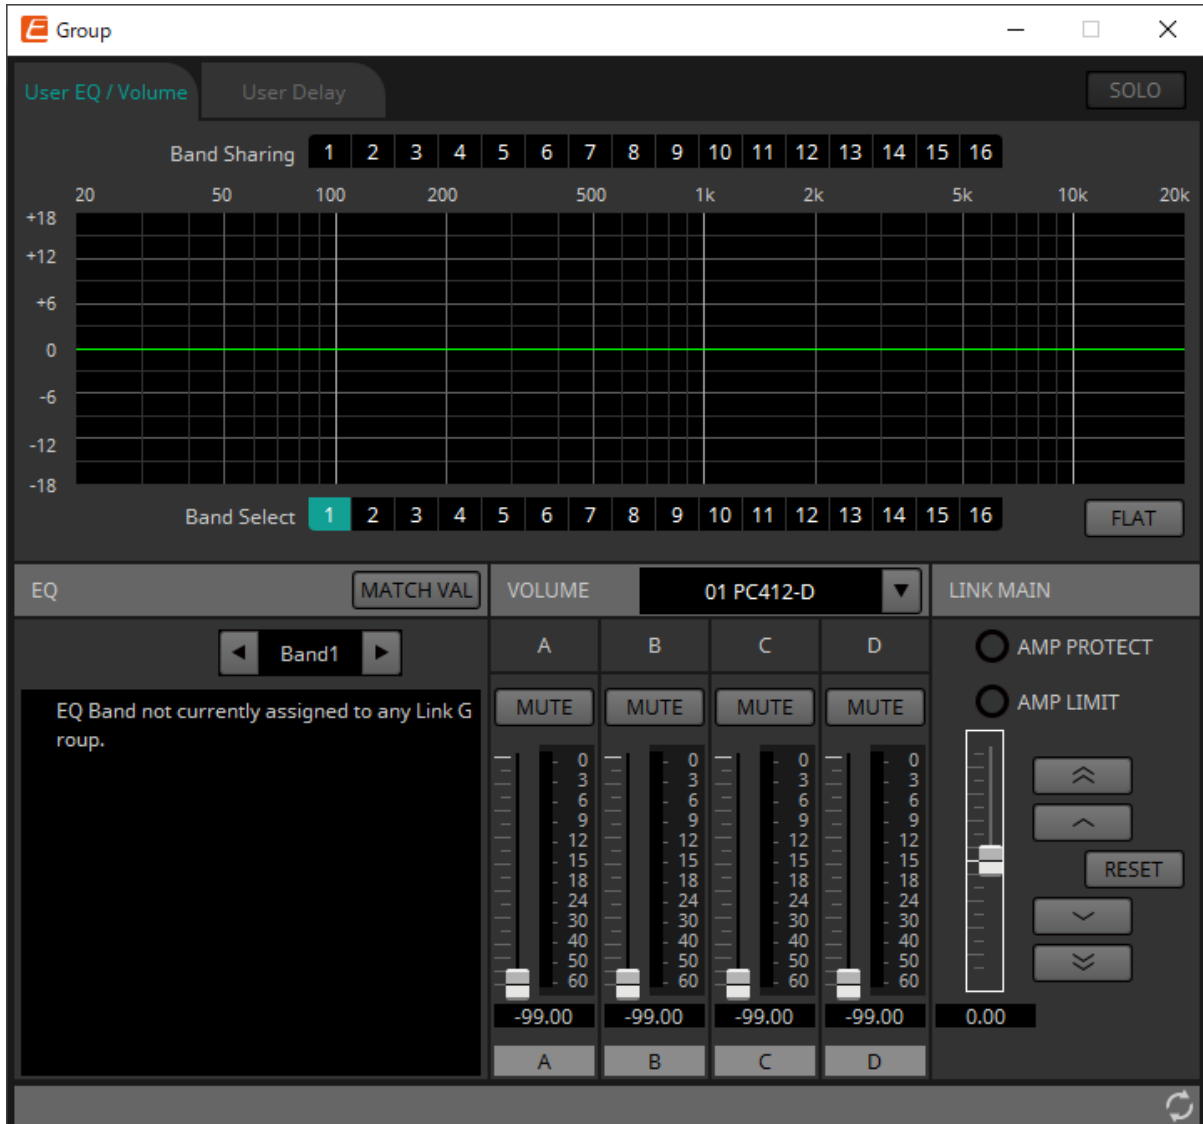 Group
User EQ / Volume User Delay SOLO
Band Sharing 1 2 3 4 5 6 7 8 9 10 11 12 13 14 15 16
20 50 100 200 500 1k 2k 5k 10k 20k
+18
+12
+6
0
-6
-12
-18
Band Select 1 2 3 4 5 6 7 8 9 10 11 12 13 14 15 16 FLAT
EQ MATCH VAL VOLUME 01 PC412-D LINK MAIN
Band1 A B C D AMP PROTECT
EQ Band not currently assigned to any Link G
roup.
MUTE MUTE MUTE MUTE AMP LIMIT
0 0 0 0
3 3 3 3
6 6 6 6
9 9 9 9
12 12 12 12
15 15 15 15 RESET
18 18 18 18
24 24 24 24
30 30 30 30
40 40 40 40
50 50 50 50
60 60 60 60
-99.00 -99.00 -99.00 -99.00 0.00
A B C D